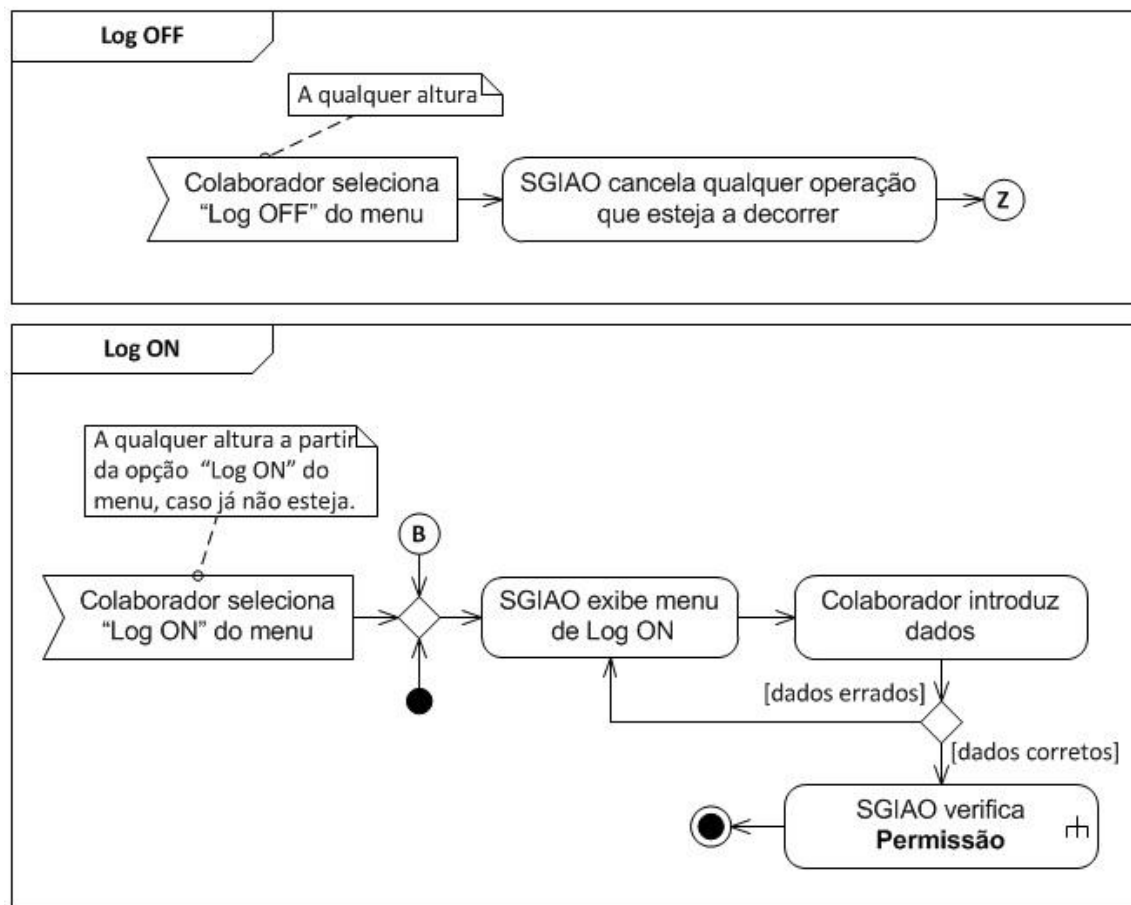 Log OFF
A qualquer altura
Colaborador seleciona
“Log OFF” do menu
SGIAO cancela qualquer operação
que esteja a decorrer
Z
Log ON
A qualquer altura a partir
da opção “Log ON” do
menu, caso já não esteja.
B
Colaborador seleciona
“Log ON” do menu
SGIAO exibe menu
de Log ON
Colaborador introduz
dados
[dados errados]
[dados corretos]
SGIAO verifica
Permissão